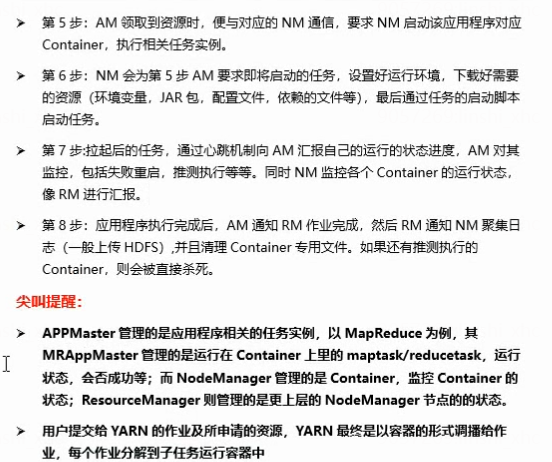 ➤ 第 5 步：AM 领取到资源时，便与对应的 NM 通信，要求 NM 启动该应用程序对应
Container，执行相关任务实例。
➤ 第 6 步：NM 会为第 5 步 AM 要求即将启动的任务，设置好运行环境，下载好需要
的资源（环境变量，JAR 包，配置文件，依赖的文件等），最后通过任务的启动脚本
启动任务。
➤ 第 7 步:拉起后的任务，通过心跳机制向 AM 汇报自己的运行的状态进度，AM 对其
监控，包括失败重启，推测执行等等。同时 NM 监控各个 Container 的运行状态，
像 RM 进行汇报。
➤ 第 8 步：应用程序执行完成后，AM 通知 RM 作业完成，然后 RM 通知 NM 聚集日
志（一般上传 HDFS）,并且清理 Container 专用文件。如果还有推测执行的
Container，则会被直接杀死。
尖叫提醒：
➤ APPMaster 管理的是应用程序相关的任务实例，以 MapReduce 为例，其
MRAppMaster 管理的是运行在 Container 上里的 maptask/reducetask，运行
状态，会否成功等；而 NodeManager 管理的是 Container，监控 Container 的
状态；ResourceManager 则管理的是更上层的 NodeManager 节点的的状态。
➤ 用户提交给 YARN 的作业及所申请的资源，YARN 最终是以容器的形式调播给作
业，每个作业分解到子任务运行容器中